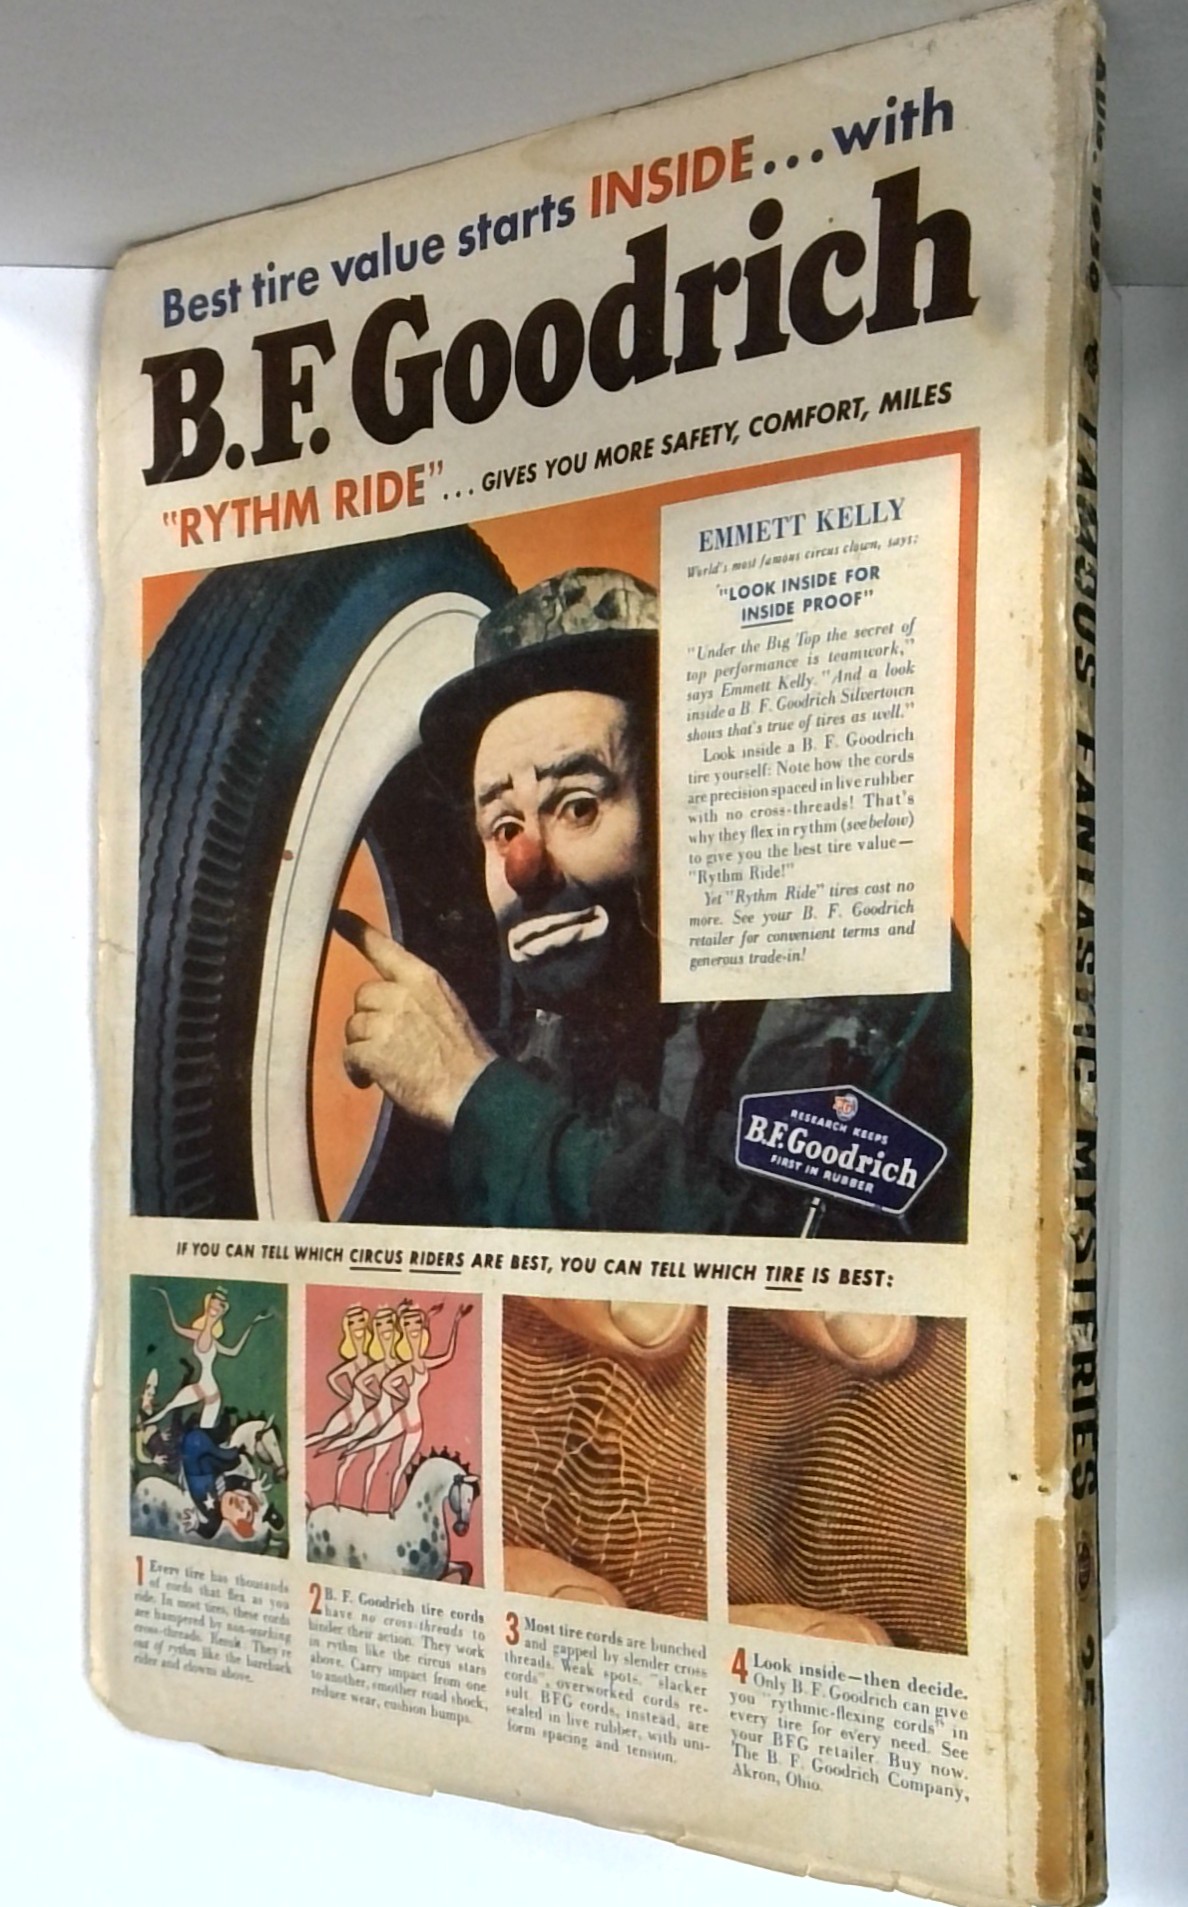 Best tire value starts INSIDE...with
B.F. Goodrich
"RYTHM RIDE"...GIVES YOU MORE SAFETY, COMFORT, MILES
EMMETT KELLY
World's most famous circus clown, says:
"LOOK INSIDE FOR
INSIDE PROOF"
"Under the Big Top the secret of
top performance is teamwork,"
says Emmett Kelly. "And a look
inside a B. F. Goodrich Silvertown
shows that's true of tires as well."
Look inside a B. F. Goodrich
tire yourself: Note how the cords
are precision spaced in live rubber
with no cross-threads! That's
why they flex in rythm (see below)
to give you the best tire value—
"Rythm Ride!"
Yet "Rythm Ride" tires cost no
more. See your B. F. Goodrich
retailer for convenient terms and
generous trade-in!
RESEARCH KEEPS
B.F. Goodrich
FIRST IN RUBBER
IF YOU CAN TELL WHICH CIRCUS RIDERS ARE BEST, YOU CAN TELL WHICH TIRE IS BEST:
1 Every tire has thousands
of cords that flex as you
ride. In most tires, these cords
are hampered by non-working
cross-threads. Result: They're
out of rythm like the bareback
rider and clowns above.
2 B. F. Goodrich tire cords
have no cross-threads to
hinder their action. They work
in rythm like the circus stars
above. Carry impact from one
to another, smother road shock,
reduce wear, cushion bumps.
3 Most tire cords are bunched
and gapped by slender cross
threads. Weak spots, "slacker
cords", overworked cords re-
sult. BFG cords, instead, are
sealed in live rubber, with uni-
form spacing and tension.
4 Look inside—then decide.
Only B. F. Goodrich can give
you "rythmic-flexing cords" in
every tire for every need. See
your BFG retailer. Buy now.
The B. F. Goodrich Company,
Akron, Ohio.
AUG. 1950 FAMOUS FANTASTIC MYSTERIES